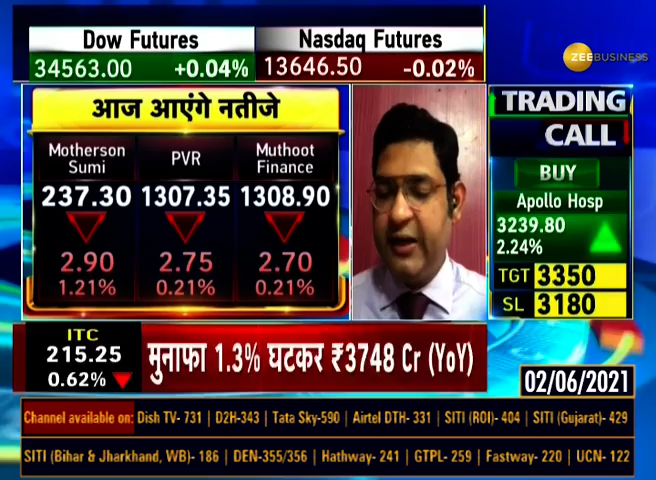 Dow Futures
34563.00 +0.04%
Nasdaq Futures
13646.50 -0.02%
ZEEBUSINESS
आज आएंगे नतीजे
Motherson
Sumi
237.30
2.90
1.21%
PVR
1307.35
2.75
0.21%
Muthoot
Finance
1308.90
2.70
0.21%
TRADING
CALL
BUY
Apollo Hosp
3239.80
2.24%
TGT 3350
SL 3180
ITC
215.25
0.62%
मुनाफा 1.3% घटकर ₹3748 Cr (YoY)
02/06/2021
Channel available on: Dish TV- 731 | D2H-343 | Tata Sky-590 | Airtel DTH- 331 | SITI (ROI)- 404 | SITI (Gujarat)- 429
SITI (Bihar & Jharkhand, WB)- 186 | DEN-355/356 | Hathway- 241 | GTPL- 259 | Fastway- 220 | UCN- 122